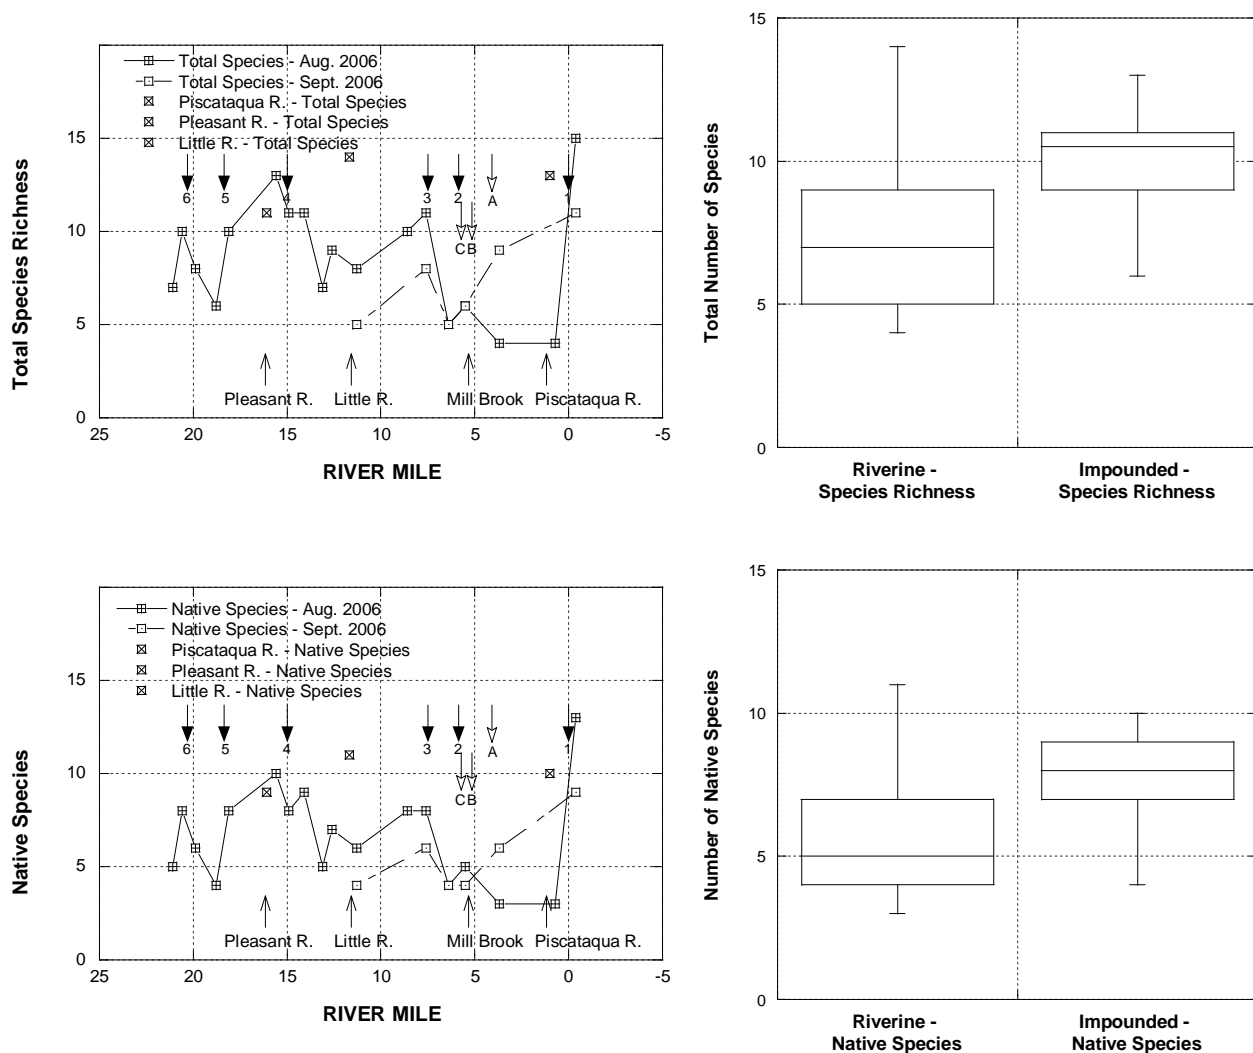 Total Species - Aug. 2006
Total Species - Sept. 2006
Piscataqua R. - Total Species
Pleasant R. - Total Species
Little R. - Total Species
6
5
4
3
2
A
1
C
B
Pleasant R.
Little R.
Mill Brook
Piscataqua R.
Total Species Richness
20
15
10
5
0
25
20
15
10
5
0
-5
RIVER MILE
Total Number of Species
15
10
5
0
Riverine -
Species Richness
Impounded -
Species Richness
Native Species - Aug. 2006
Native Species - Sept. 2006
Piscataqua R. - Native Species
Pleasant R. - Native Species
Little R. - Native Species
6
5
4
3
2
A
1
C
B
Pleasant R.
Little R.
Mill Brook
Piscataqua R.
Native Species
15
10
5
0
25
20
15
10
5
0
-5
RIVER MILE
Number of Native Species
15
10
5
0
Riverine -
Native Species
Impounded -
Native Species